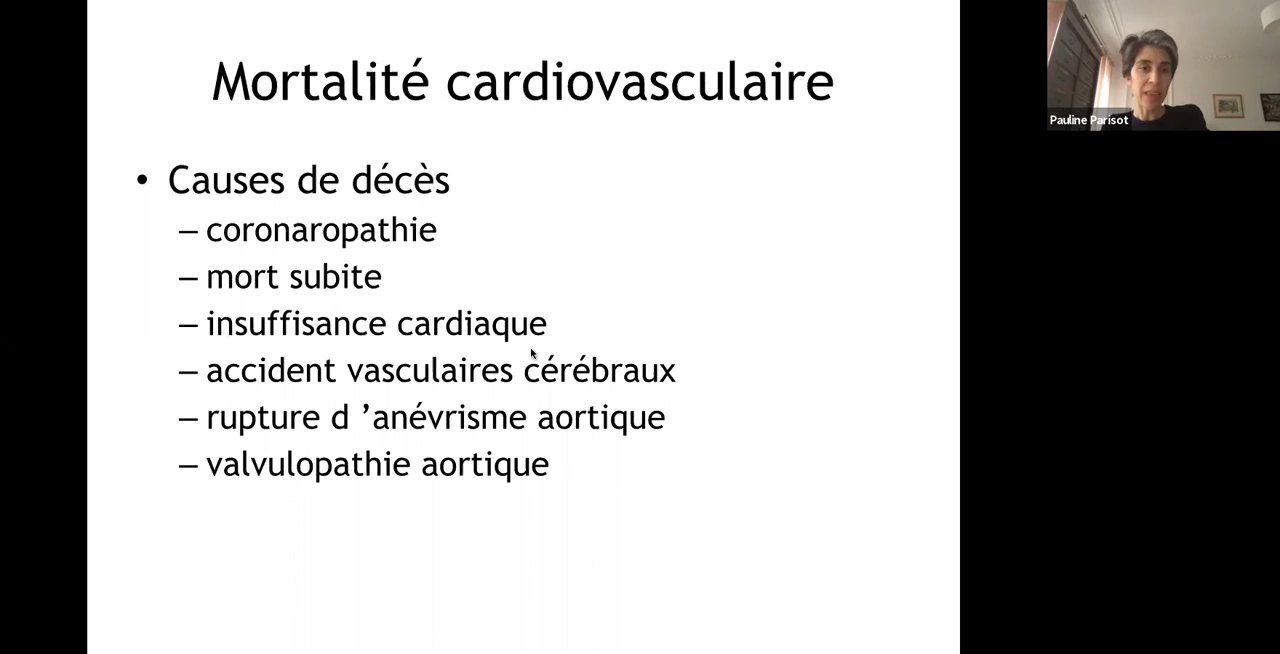 Mortalité cardiovasculaire
• Causes de décès
– coronaropathie
– mort subite
– insuffisance cardiaque
– accident vasculaires cérébraux
– rupture d ’anévrisme aortique
– valvulopathie aortique
Pauline Parisot